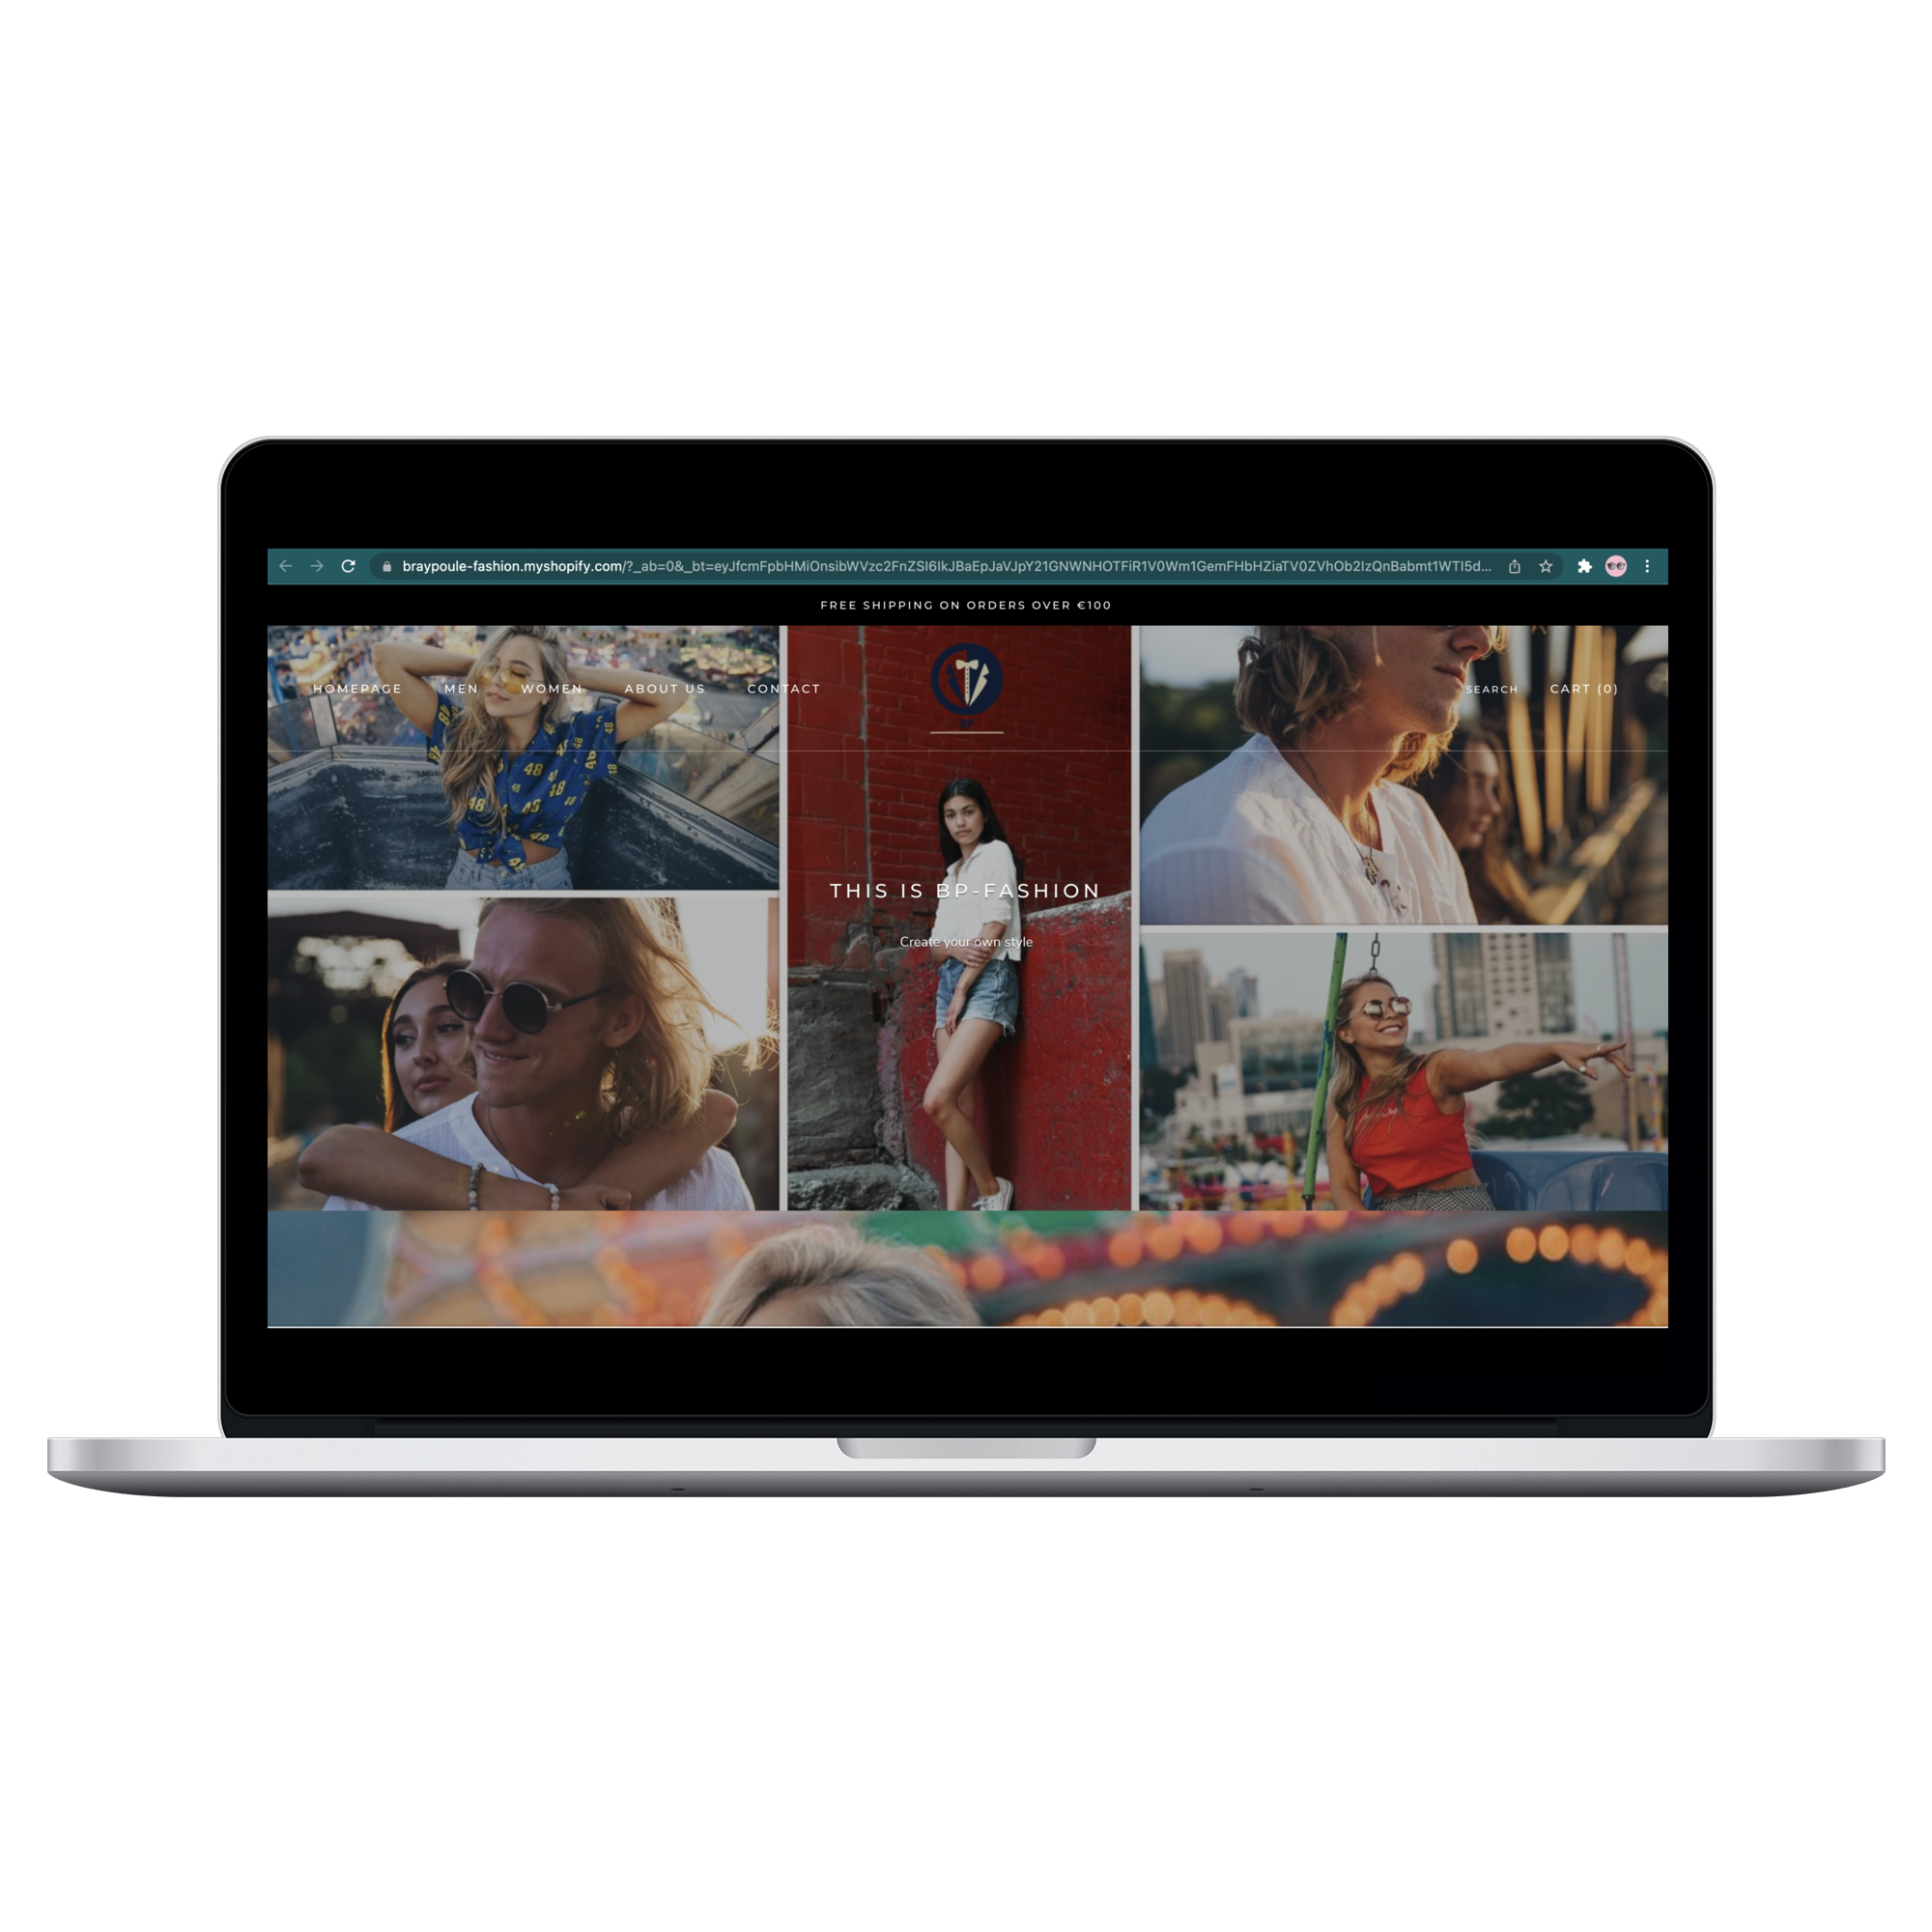 braypoule-fashion.myshopify.com/?_ab=0&_bt=
FREE SHIPPING ON ORDERS OVER €100
HOMEPAGE MEN WOMEN ABOUT US CONTACT
BP
SEARCH CART (0)
THIS IS BP-FASHION
Create your own style